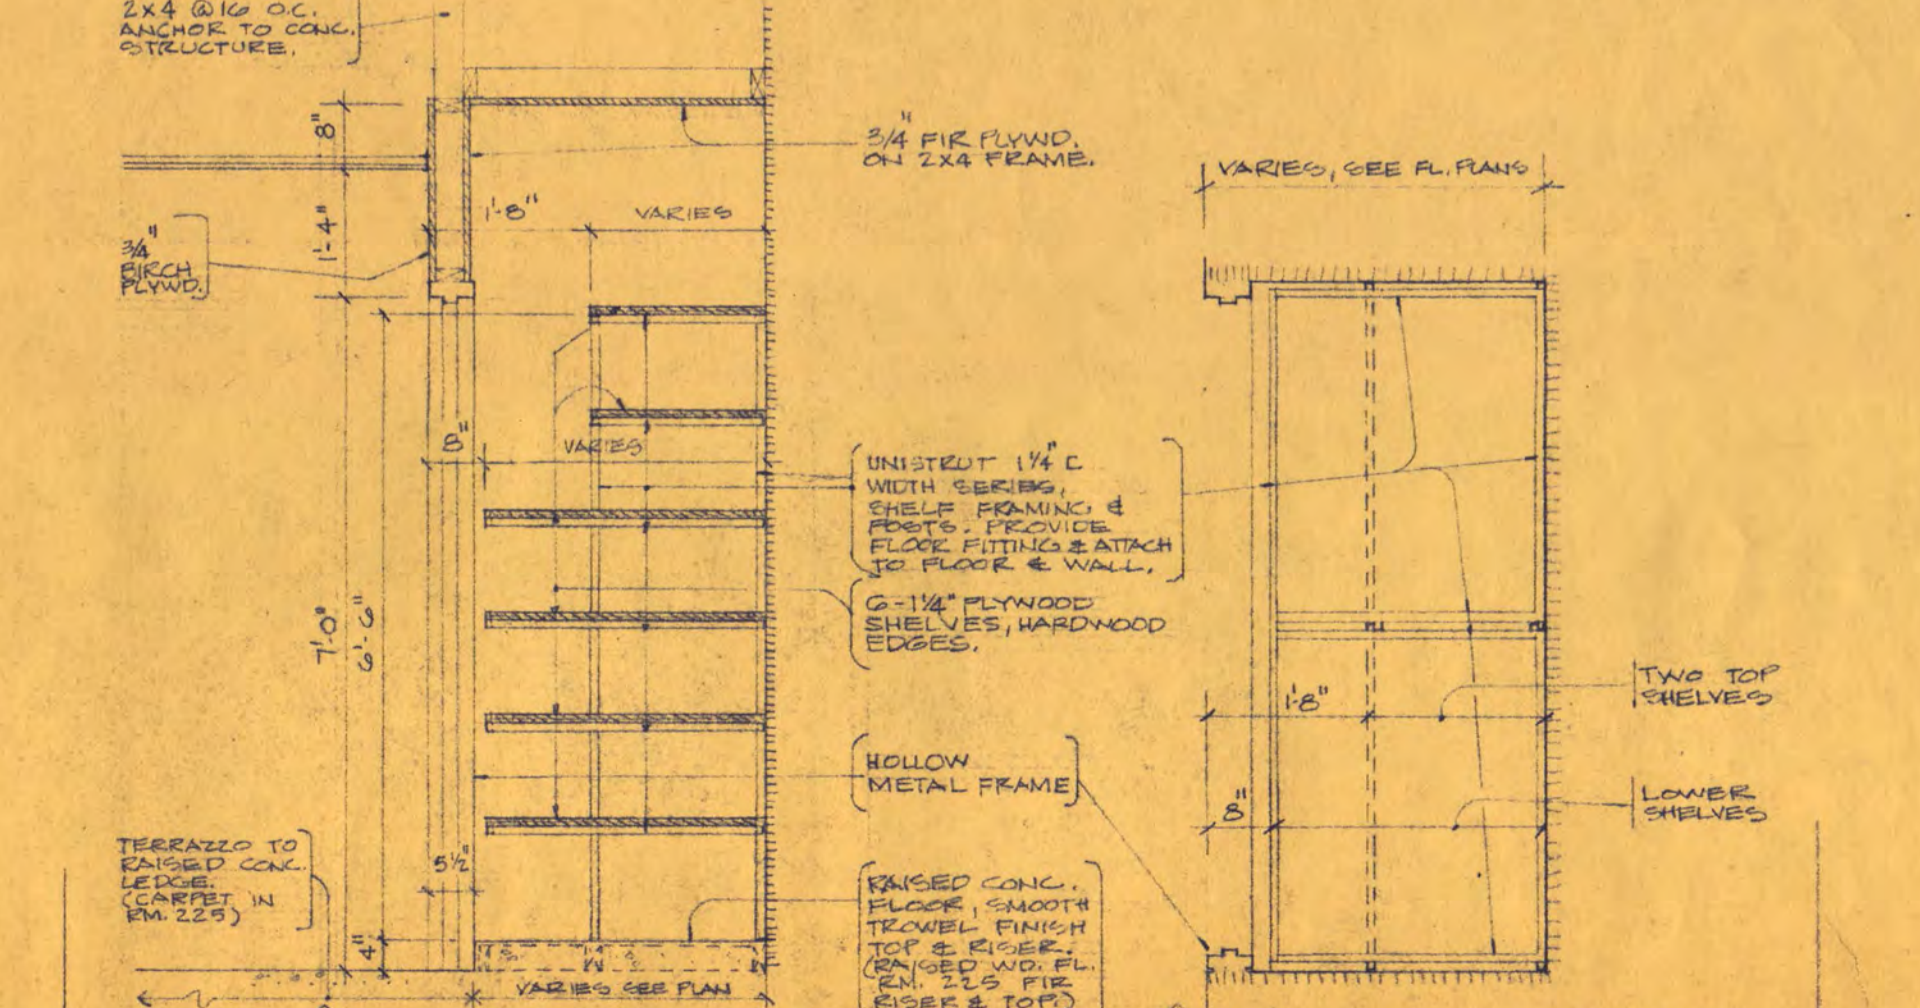 2x4 @16 O.C.
ANCHOR TO CONC.
STRUCTURE.
8"
3/4" FIR PLYWD.
ON 2X4 FRAME.
VARIES, SEE FL. PLANS
1'-8"
VARIES
1'-4"
3/4"
BIRCH
PLYWD.
8"
VARIES
UNISTRUT 1 1/4" C
WIDTH SERIES,
SHELF FRAMING &
POSTS. PROVIDE
FLOOR FITTING & ATTACH
TO FLOOR & WALL.
6-1 1/4" PLYWOOD
SHELVES, HARDWOOD
EDGES.
7'-0"
6'-6"
TWO TOP
SHELVES
1'-8"
HOLLOW
METAL FRAME
LOWER
SHELVES
8"
TERRAZZO TO
RAISED CONC.
LEDGE.
(CARPET IN
RM. 225)
5 1/2"
4"
RAISED CONC.
FLOOR, SMOOTH
TROWEL FINISH
TOP & RISER.
(RAISED WD. FL.
RM. 225 FIR
RISER & TOP.)
VARIES SEE PLAN